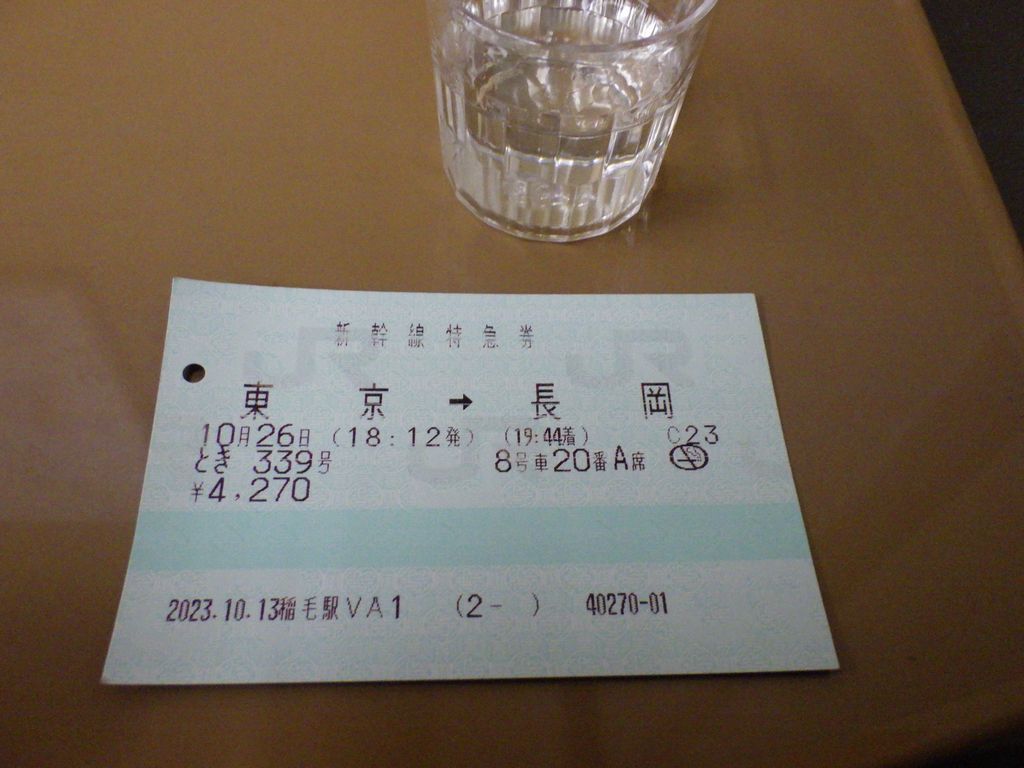 新幹線特急券
東京 → 長岡
10月26日 (18:12発) (19:44着) C23
とき 339号 8号車20番A席
¥4,270
2023.10.13稲毛駅VA1 (2- ) 40270-01